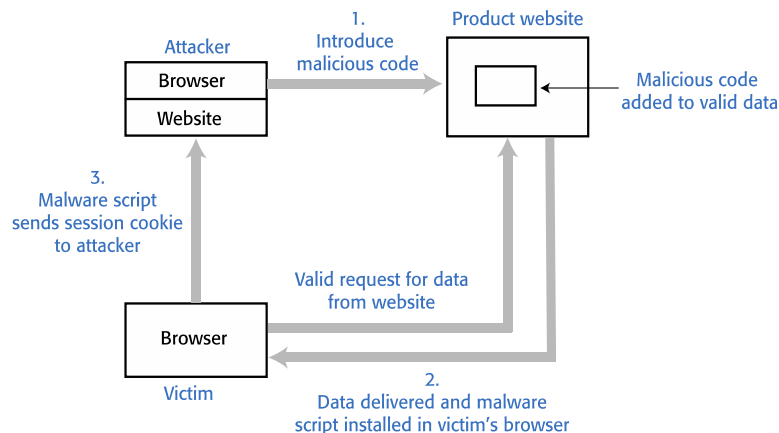 1.
Introduce
malicious code
Product website
Attacker
Browser
Website
Malicious code
added to valid data
3.
Malware script
sends session cookie
to attacker
Valid request for data
from website
Browser
Victim
2.
Data delivered and malware
script installed in victim’s browser